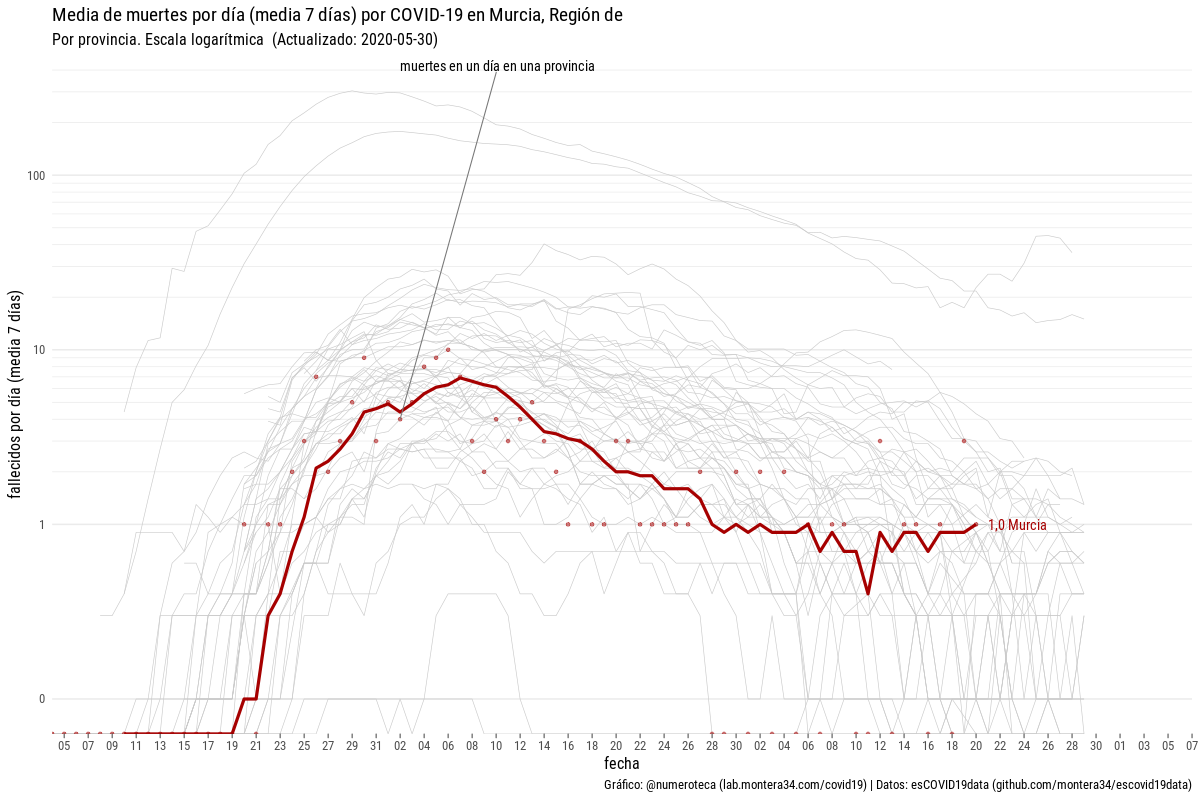 Media de muertes por día (media 7 días) por COVID-19 en Murcia, Región de
Por provincia. Escala logarítmica  (Actualizado: 2020-05-30)
muertes en un día en una provincia
100
10
1
0
fallecidos por día (media  7 días)
1,0 Murcia
05 07 09 11 13 15 17 19 21 23 25 27 29 31 02 04 06 08 10 12 14 16 18 20 22 24 26 28 30 02 04 06 08 10 12 14 16 18 20 22 24 26 28 30 01 03 05 07
fecha
Gráfico: @numeroteca (lab.montera34.com/covid19) | Datos: esCOVID19data (github.com/montera34/escovid19data)